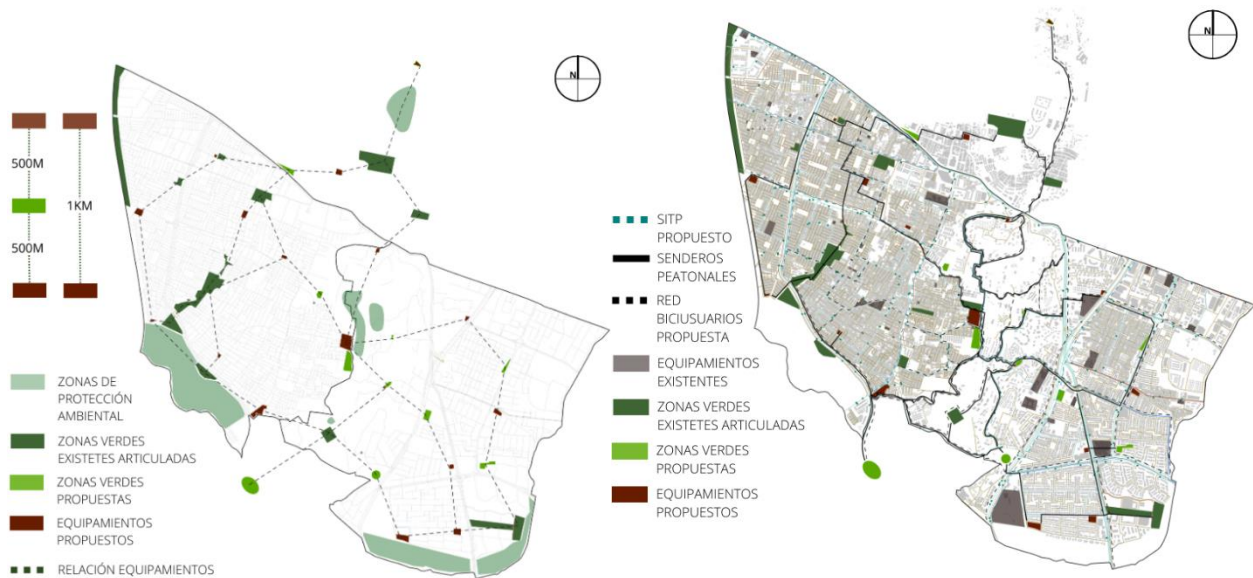 N
500M
1KM
500M
ZONAS DE
PROTECCIÓN
AMBIENTAL
ZONAS VERDES
EXISTETES ARTICULADAS
ZONAS VERDES
PROPUESTAS
EQUIPAMIENTOS
PROPUESTOS
RELACIÓN EQUIPAMIENTOS
N
SITP
PROPUESTO
SENDEROS
PEATONALES
RED
BICIUSUARIOS
PROPUESTA
EQUIPAMIENTOS
EXISTENTES
ZONAS VERDES
EXISTETES ARTICULADAS
ZONAS VERDES
PROPUESTAS
EQUIPAMIENTOS
PROPUESTOS